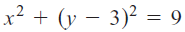 x² + (y − 3)² = 9